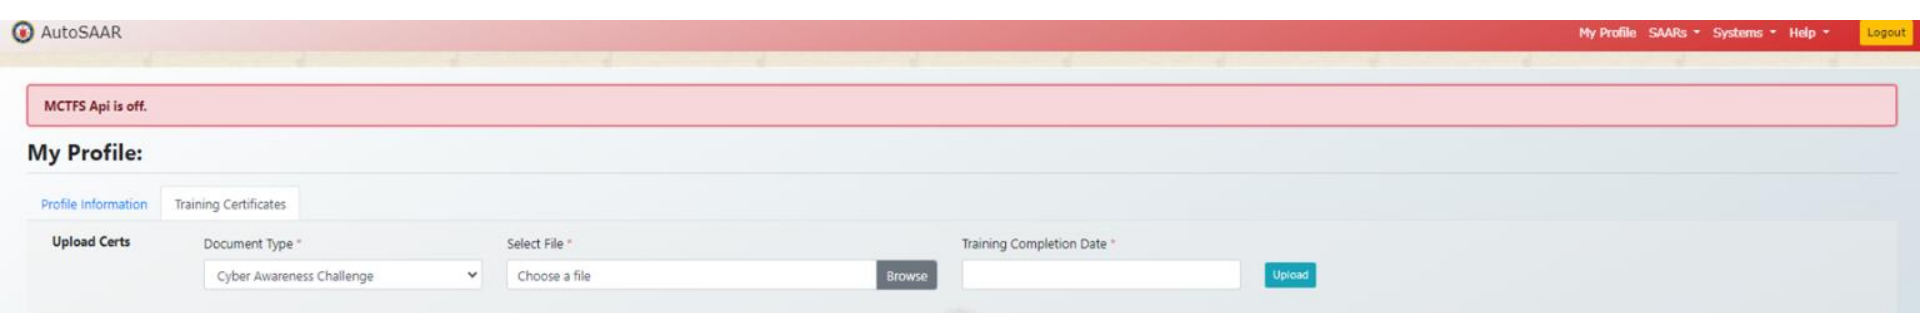 AutoSAAR My Profile SAARs Systems Help Logout
MCTFS Api is off.
My Profile:
Profile Information Training Certificates
Upload Certs Document Type * Select File * Training Completion Date *
Cyber Awareness Challenge Choose a file Browse Upload